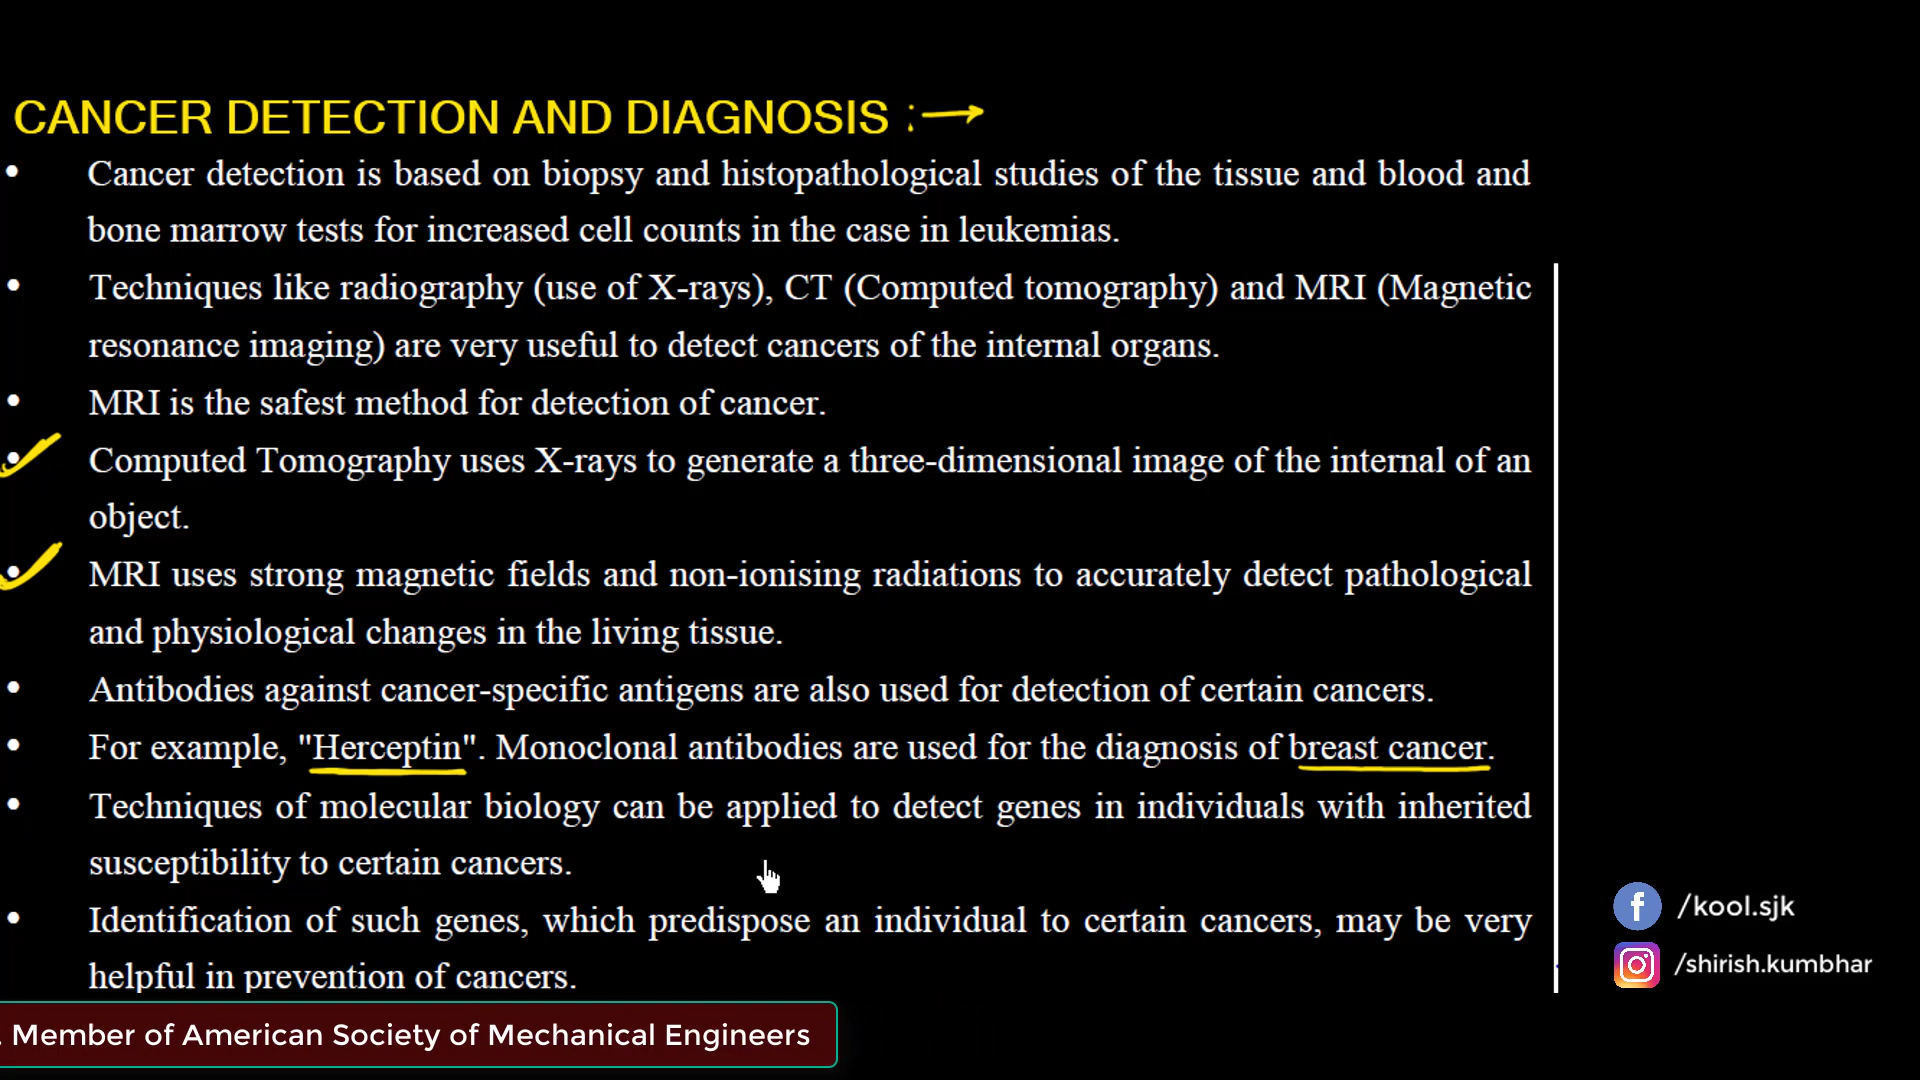 CANCER DETECTION AND DIAGNOSIS :→
• Cancer detection is based on biopsy and histopathological studies of the tissue and blood and
bone marrow tests for increased cell counts in the case in leukemias.
• Techniques like radiography (use of X-rays), CT (Computed tomography) and MRI (Magnetic
resonance imaging) are very useful to detect cancers of the internal organs.
• MRI is the safest method for detection of cancer.
• Computed Tomography uses X-rays to generate a three-dimensional image of the internal of an
object.
• MRI uses strong magnetic fields and non-ionising radiations to accurately detect pathological
and physiological changes in the living tissue.
• Antibodies against cancer-specific antigens are also used for detection of certain cancers.
• For example, "Herceptin". Monoclonal antibodies are used for the diagnosis of breast cancer.
• Techniques of molecular biology can be applied to detect genes in individuals with inherited
susceptibility to certain cancers.
• Identification of such genes, which predispose an individual to certain cancers, may be very
helpful in prevention of cancers.
/kool.sjk
/shirish.kumbhar
. Member of American Society of Mechanical Engineers